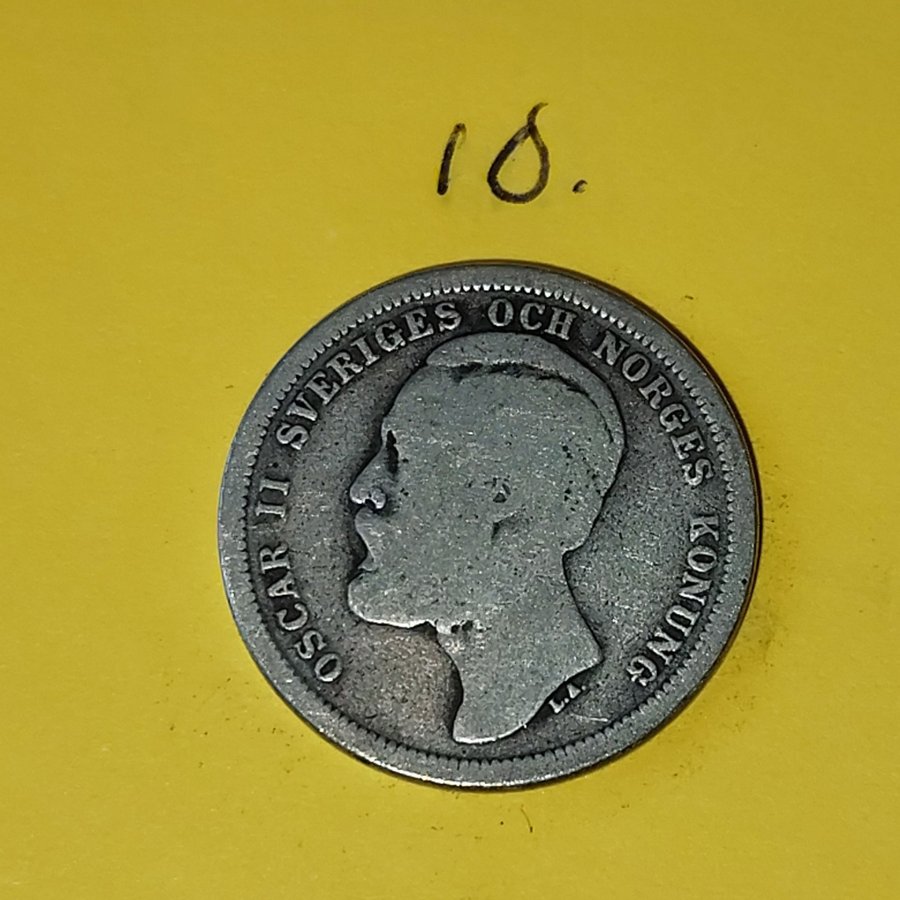 10.
OSCAR II SVERIGES OCH NORGES KONUNG
L.A.